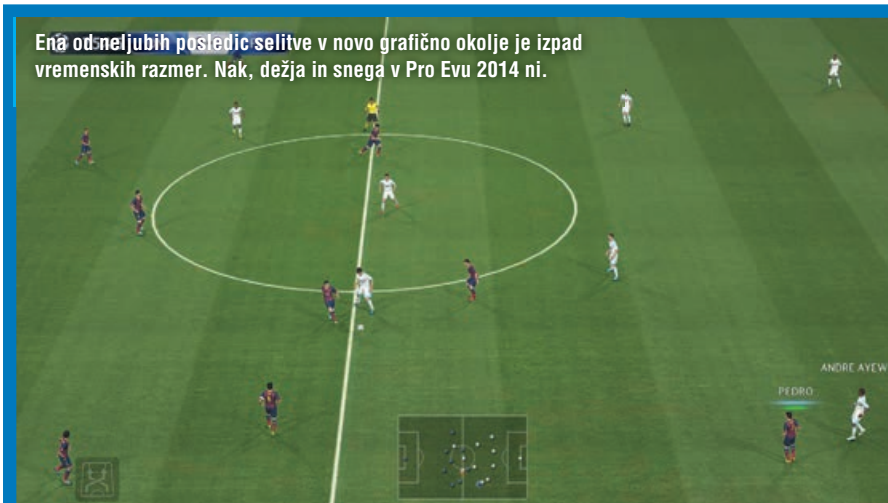 Ena od neljubih posledic selitve v novo grafično okolje je izpad
vremenskih razmer. Nak, dežja in snega v Pro Evu 2014 ni.
ANDRE AYEW
PEDRO